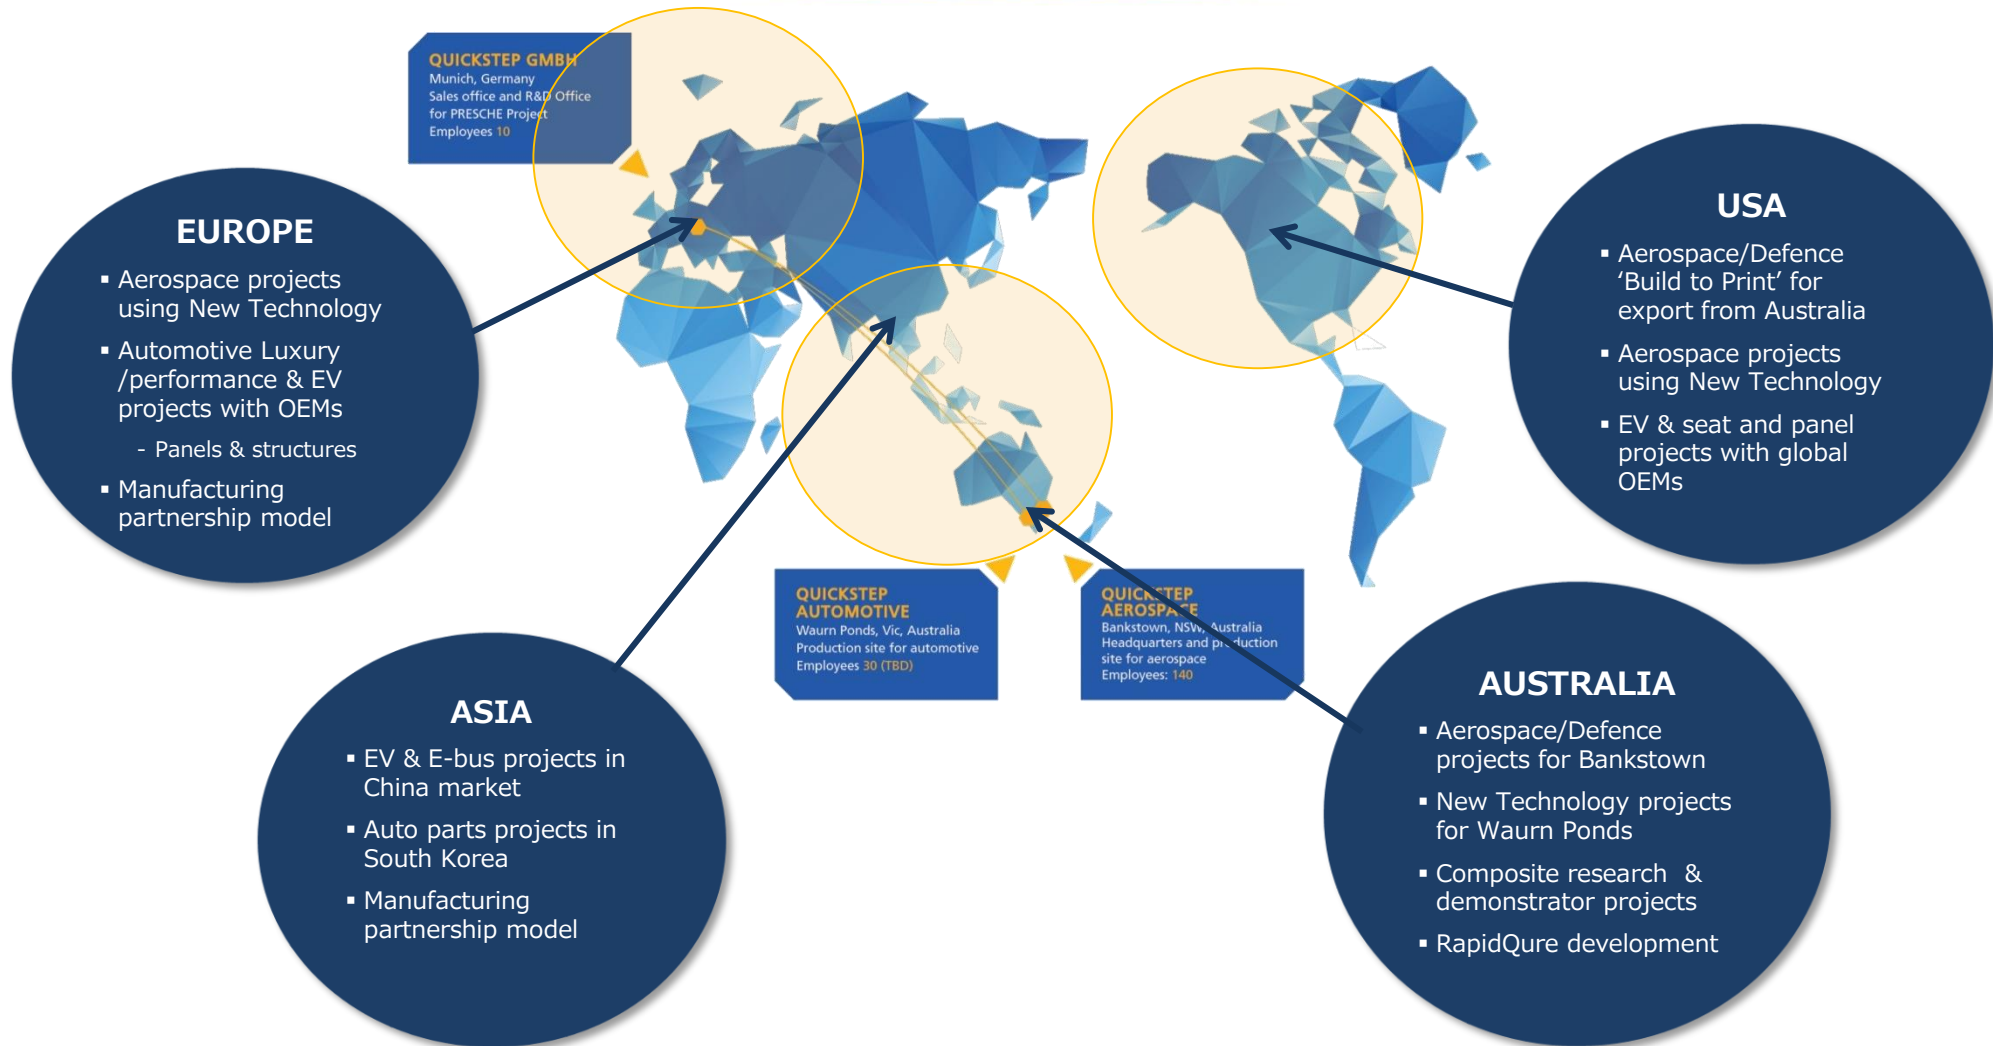 QUICKSTEP GMBH
Munich, Germany
Sales office and R&D Office
for PRESCHE Project
Employees 10
EUROPE
▪ Aerospace projects
using New Technology
▪ Automotive Luxury
/performance & EV
projects with OEMs
- Panels & structures
▪ Manufacturing
partnership model
USA
▪ Aerospace/Defence
‘Build to Print’ for
export from Australia
▪ Aerospace projects
using New Technology
▪ EV & seat and panel
projects with global
OEMs
QUICKSTEP
AUTOMOTIVE
Waurn Ponds, Vic, Australia
Production site for automotive
Employees 30 (TBD)
QUICKSTEP
AEROSPACE
Bankstown, NSW, Australia
Headquarters and production
site for aerospace
Employees: 140
ASIA
▪ EV & E-bus projects in
China market
▪ Auto parts projects in
South Korea
▪ Manufacturing
partnership model
AUSTRALIA
▪ Aerospace/Defence
projects for Bankstown
▪ New Technology projects
for Waurn Ponds
▪ Composite research &
demonstrator projects
▪ RapidQure development